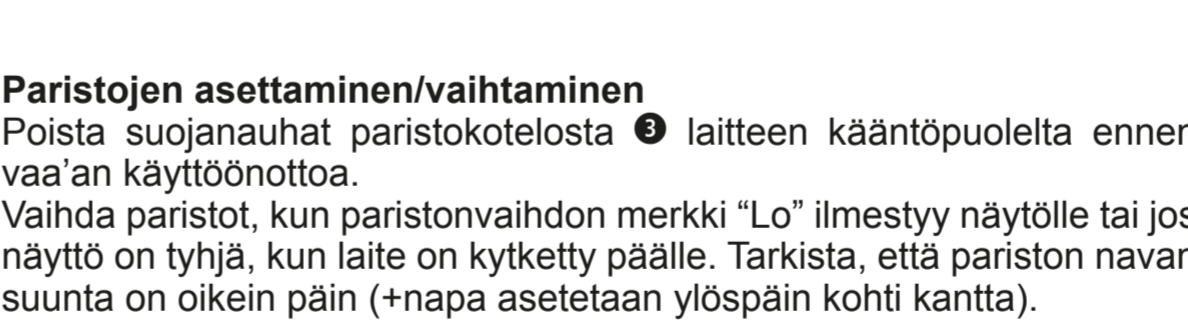 Paristojen asettaminen/vaihtaminen
Poista suojanauhat paristokotelosta ❸ laitteen kääntöpuolelta ennen
vaa’an käyttöönottoa.
Vaihda paristot, kun paristonvaihdon merkki “Lo” ilmestyy näytölle tai jos
näyttö on tyhjä, kun laite on kytketty päälle. Tarkista, että pariston navan
suunta on oikein päin (+napa asetetaan ylöspäin kohti kantta).